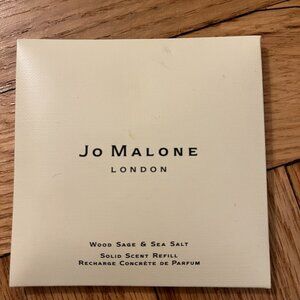 Jo Malone
LONDON
Wood Sage & Sea Salt
Solid Scent Refill
Recharge Concrète de Parfum